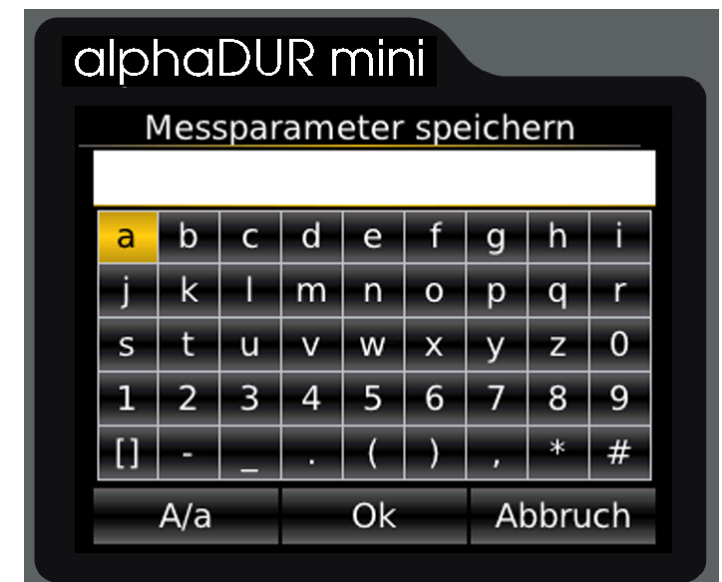 alphaDUR mini
Messparameter speichern
a b c d e f g h i
j k l m n o p q r
s t u v w x y z 0
1 2 3 4 5 6 7 8 9
[] - _ . ( ) , * #
A/a Ok Abbruch